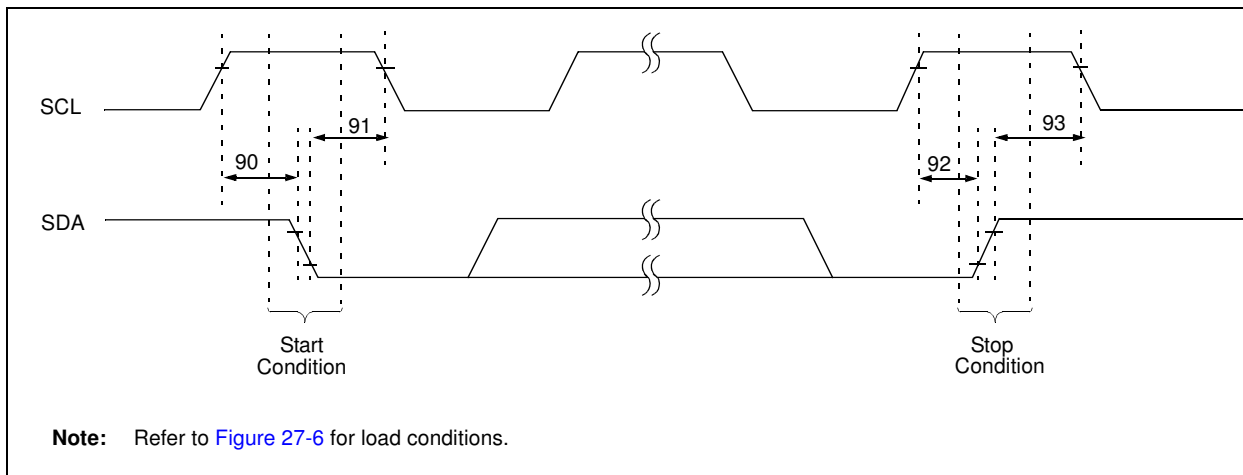 SCL
91
93
90
92
SDA
Start
Condition
Stop
Condition
Note: Refer to Figure 27-6 for load conditions.